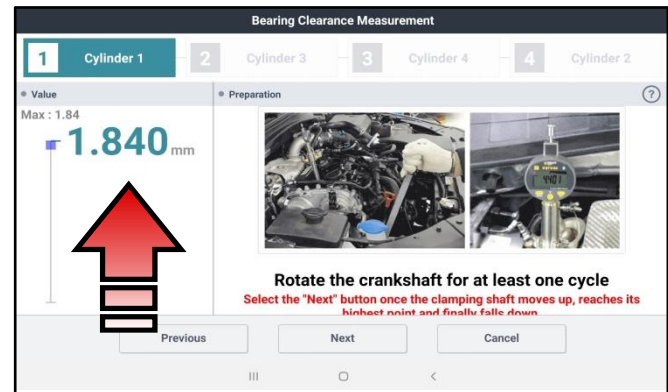 Bearing Clearance Measurement
1 Cylinder 1
2 Cylinder 3
3 Cylinder 4
4 Cylinder 2
Value
Preparation
?
Max : 1.84
1.840 mm
Rotate the crankshaft for at least one cycle
Select the "Next" button once the clamping shaft moves up, reaches its
highest point and finally falls down
Previous
Next
Cancel